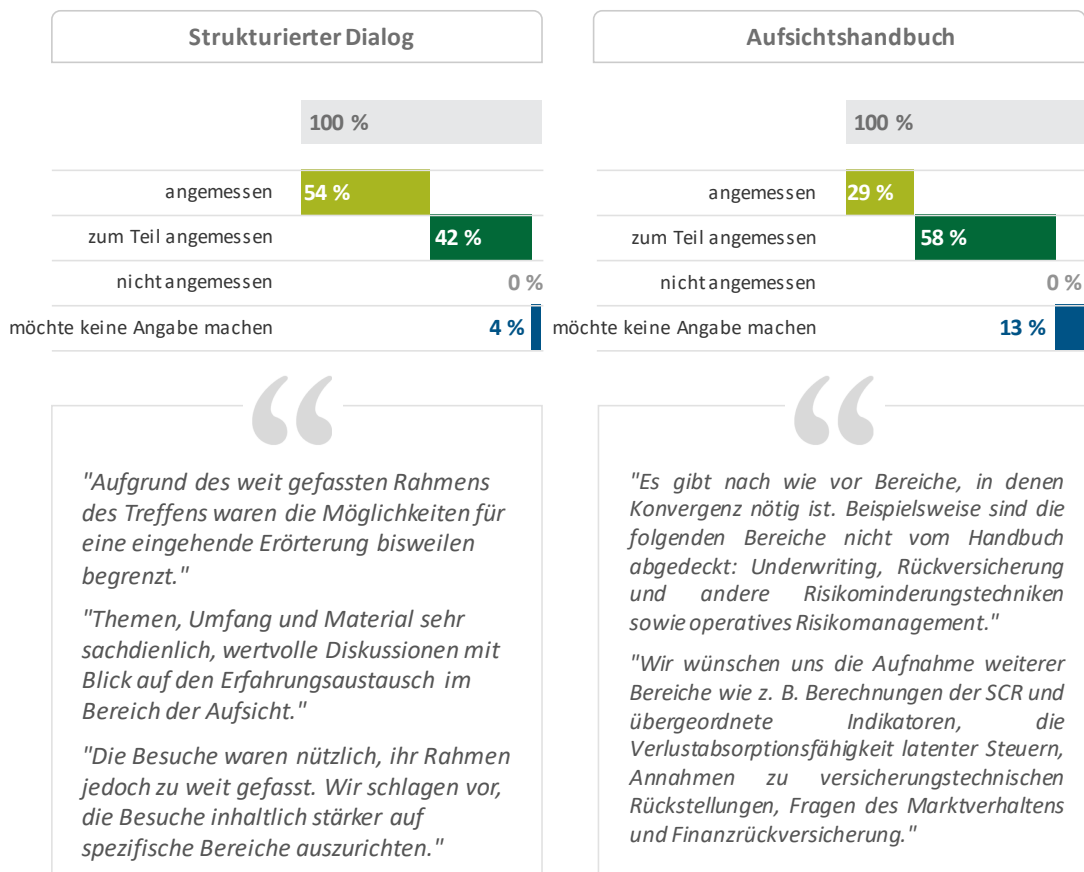 Strukturierter Dialog
100 %
angemessen 54 %
zum Teil angemessen 42 %
nicht angemessen 0 %
möchte keine Angabe machen 4 %
"Aufgrund des weit gefassten Rahmens
des Treffens waren die Möglichkeiten für
eine eingehende Erörterung bisweilen
begrenzt."
"Themen, Umfang und Material sehr
sachdienlich, wertvolle Diskussionen mit
Blick auf den Erfahrungsaustausch im
Bereich der Aufsicht."
"Die Besuche waren nützlich, ihr Rahmen
jedoch zu weit gefasst. Wir schlagen vor,
die Besuche inhaltlich stärker auf
spezifische Bereiche auszurichten."
Aufsichtshandbuch
100 %
angemessen 29 %
zum Teil angemessen 58 %
nicht angemessen 0 %
möchte keine Angabe machen 13 %
"Es gibt nach wie vor Bereiche, in denen
Konvergenz nötig ist. Beispielsweise sind die
folgenden Bereiche nicht vom Handbuch
abgedeckt: Underwriting, Rückversicherung
und andere Risikominderungstechniken
sowie operatives Risikomanagement."
"Wir wünschen uns die Aufnahme weiterer
Bereiche wie z. B. Berechnungen der SCR und
übergeordnete Indikatoren, die
Verlustabsorptionsfähigkeit latenter Steuern,
Annahmen zu versicherungstechnischen
Rückstellungen, Fragen des Marktverhaltens
und Finanzrückversicherung."